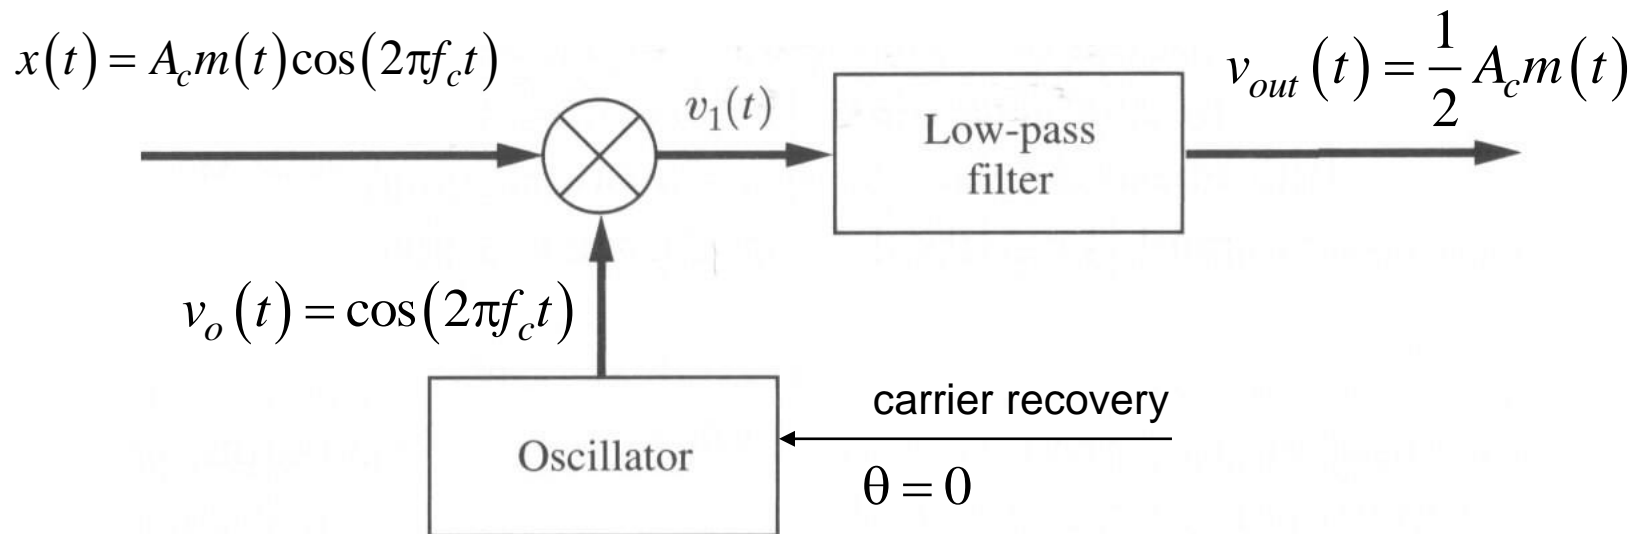 x(t) = A_c m(t) cos(2πf_c t)
v_out(t) = 1/2 A_c m(t)
v_1(t)
Low-pass
filter
v_o(t) = cos(2πf_c t)
carrier recovery
Oscillator
θ = 0